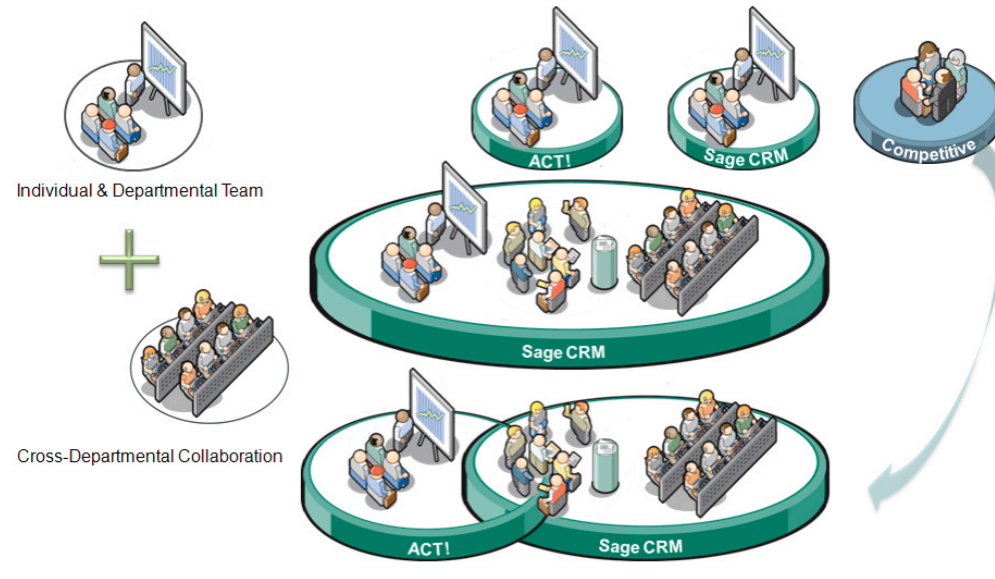 ACT!
Sage CRM
Competitive
Individual & Departmental Team
Sage CRM
Cross-Departmental Collaboration
ACT!
Sage CRM